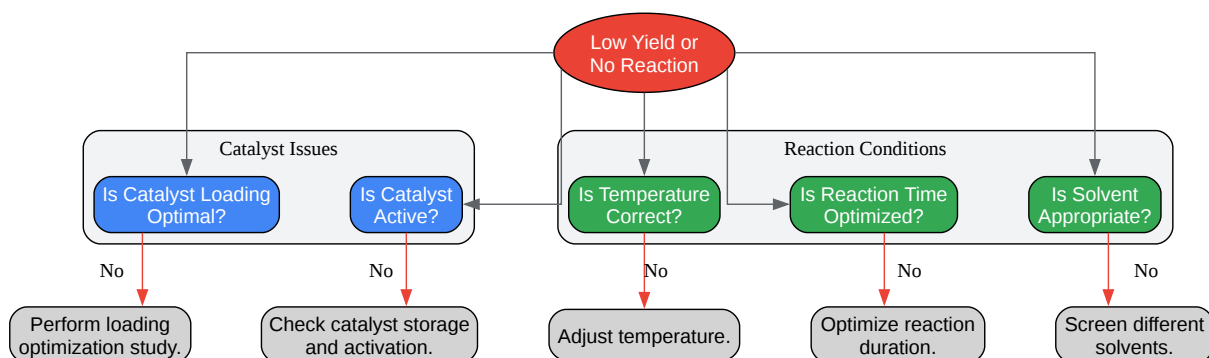 Low Yield or
No Reaction
Catalyst Issues
Reaction Conditions
Is Catalyst Loading
Optimal?
Is Catalyst
Active?
Is Temperature
Correct?
Is Reaction Time
Optimized?
Is Solvent
Appropriate?
No
No
No
No
No
Perform loading
optimization study.
Check catalyst storage
and activation.
Adjust temperature.
Optimize reaction
duration.
Screen different
solvents.